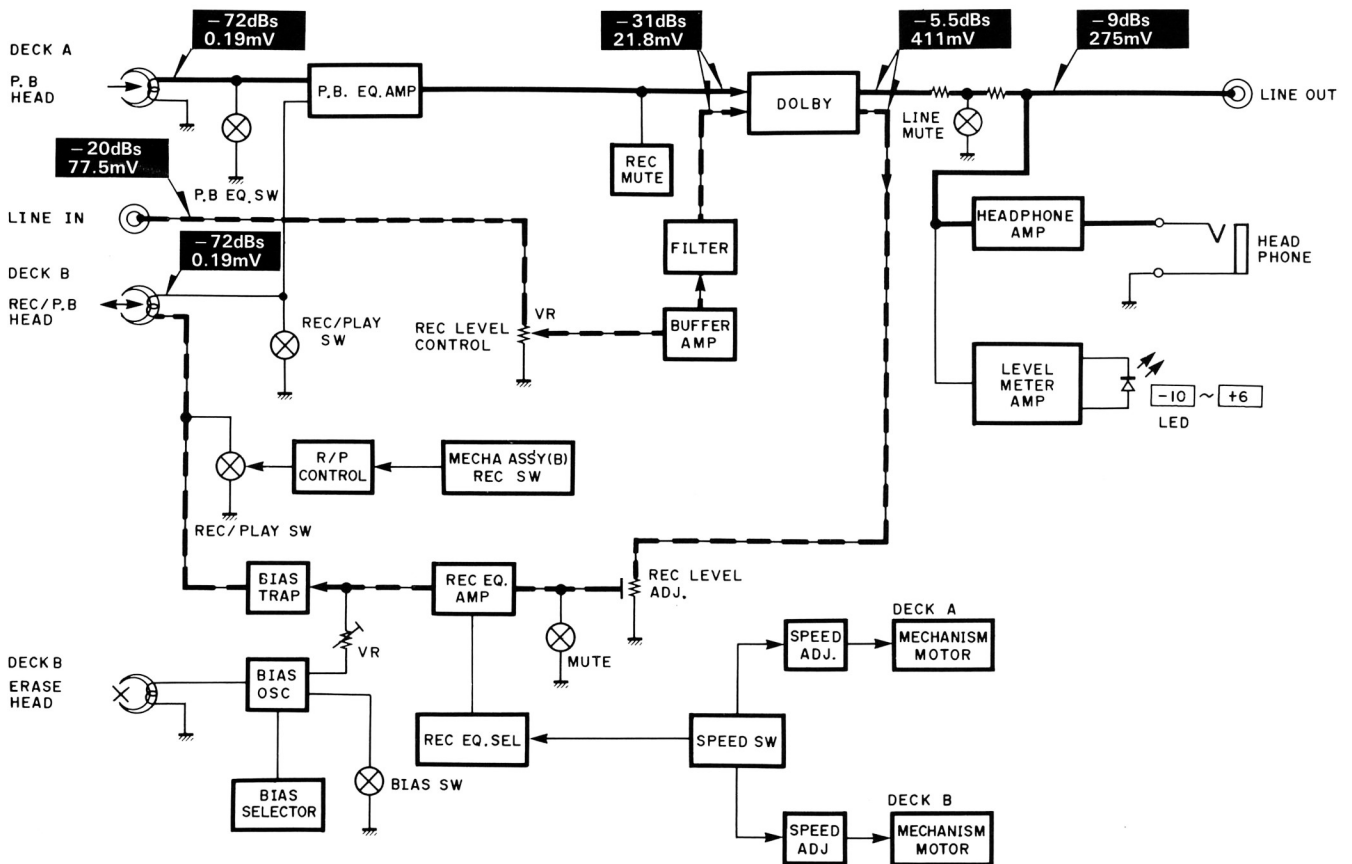 −72dBs
0.19mV
−31dBs
21.8mV
−5.5dBs
411mV
−9dBs
275mV
DECK A
P.B
HEAD
P.B. EQ. AMP
DOLBY
LINE OUT
LINE
MUTE
REC
MUTE
P.B EQ.SW
−20dBs
77.5mV
LINE IN
HEADPHONE
AMP
HEAD
PHONE
FILTER
DECK B
REC/P.B
HEAD
−72dBs
0.19mV
REC/PLAY
SW
REC LEVEL
CONTROL
VR
BUFFER
AMP
LEVEL
METER
AMP
-10 ~ +6
LED
R/P
CONTROL
MECHA ASS'Y(B)
REC SW
REC/PLAY SW
BIAS
TRAP
REC EQ.
AMP
REC LEVEL
ADJ.
VR
MUTE
DECK A
SPEED
ADJ.
MECHANISM
MOTOR
DECK B
ERASE
HEAD
BIAS
OSC
REC EQ.SEL
SPEED SW
BIAS SW
BIAS
SELECTOR
DECK B
SPEED
ADJ
MECHANISM
MOTOR